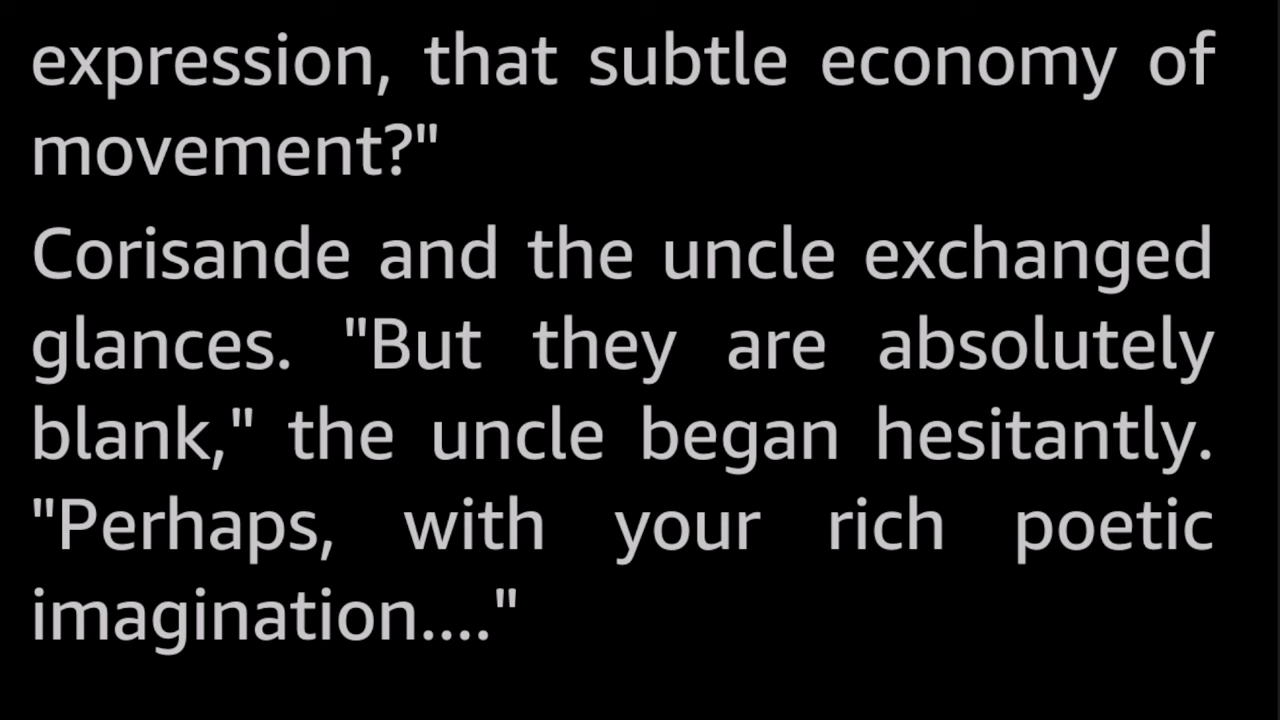 expression, that subtle economy of
movement?"
Corisande and the uncle exchanged
glances. "But they are absolutely
blank," the uncle began hesitantly.
"Perhaps, with your rich poetic
imagination...."